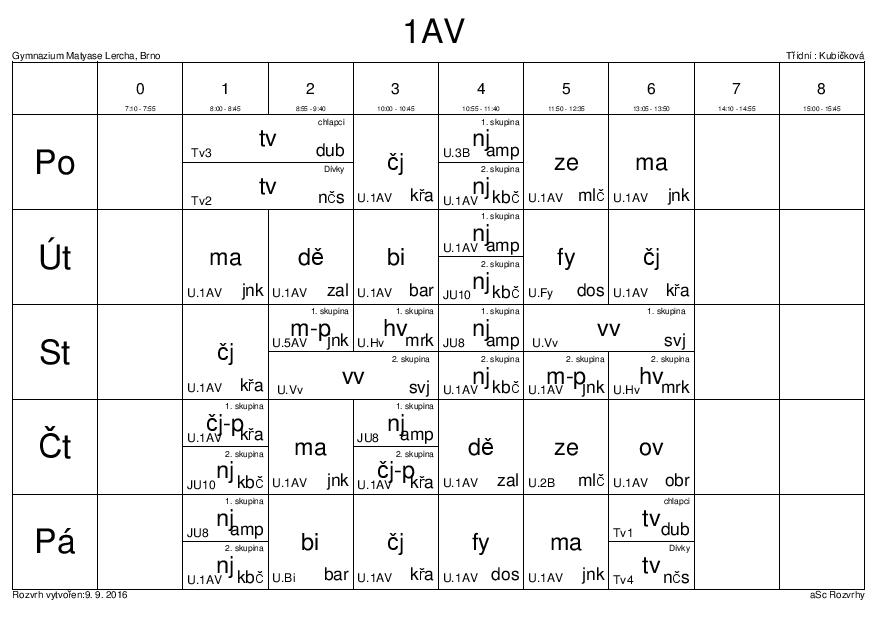 1AV
Gymnazium Matyase Lercha, Brno
Třídní : Kubíčková
0 1 2 3 4 5 6 7 8
7:10 - 7:55 8:00 - 8:45 8:55 - 9:40 10:00 - 10:45 10:55 - 11:40 11:50 - 12:35 13:05 - 13:50 14:10 - 14:55 15:00 - 15:45
Po
chlapci
tv
Tv3 dub
Dívky
tv
Tv2 nčs
čj
U.1AV křa
1. skupina
nj
U.3B amp
2. skupina
nj
U.1AV kbč
ze
U.1AV mlč
ma
U.1AV jnk
Út
ma
U.1AV jnk
dě
U.1AV zal
bi
U.1AV bar
1. skupina
nj
U.1AV amp
2. skupina
nj
JU10 kbč
fy
U.Fy dos
čj
U.1AV křa
St
čj
U.1AV křa
1. skupina
m-p
U.5AV jnk
1. skupina
hv
U.Hv mrk
2. skupina
vv
U.Vv svj
1. skupina
nj
JU8 amp
2. skupina
nj
U.1AV kbč
1. skupina
vv
U.Vv svj
2. skupina
m-p
U.1AV jnk
2. skupina
hv
U.Hv mrk
Čt
1. skupina
čj-p
U.1AV křa
2. skupina
nj
JU10 kbč
ma
U.1AV jnk
1. skupina
nj
JU8 amp
2. skupina
čj-p
U.1AV křa
dě
U.1AV zal
ze
U.2B mlč
ov
U.1AV obr
Pá
1. skupina
nj
JU8 amp
2. skupina
nj
U.1AV kbč
bi
U.Bi bar
čj
U.1AV křa
fy
U.1AV dos
ma
U.1AV jnk
chlapci
tv
Tv1 dub
Dívky
tv
Tv4 nčs
Rozvrh vytvořen:9. 9. 2016
aSc Rozvrhy